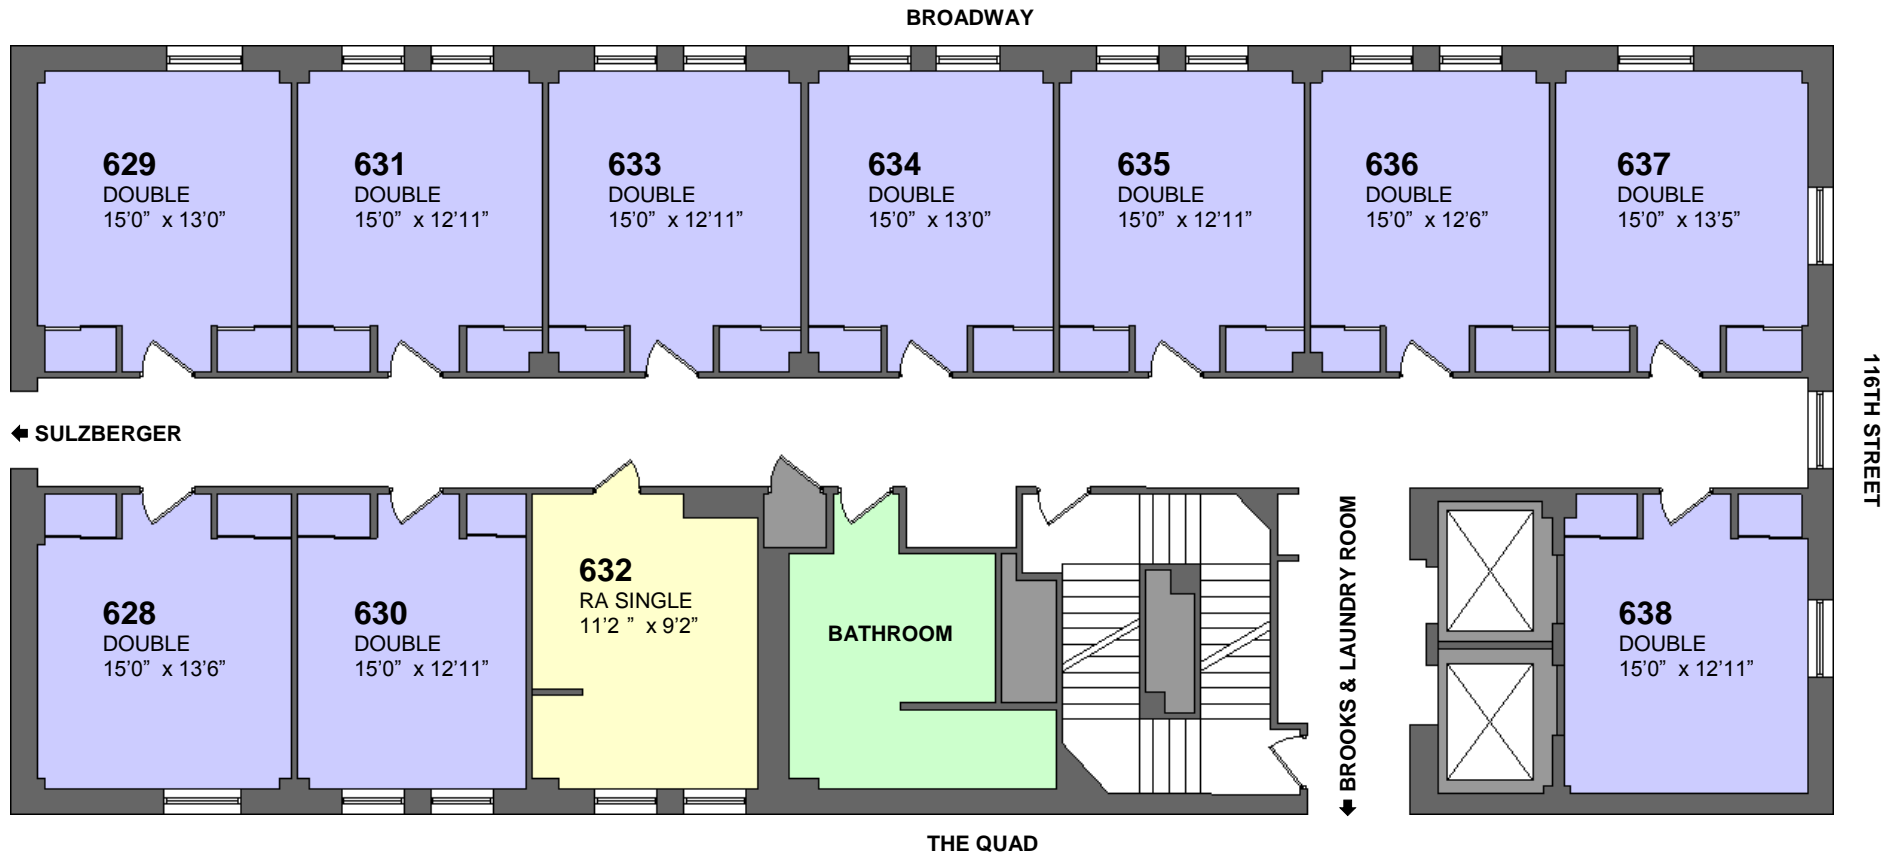 BROADWAY
629
DOUBLE
15’0” x 13’0”
631
DOUBLE
15’0” x 12’11”
633
DOUBLE
15’0” x 12’11”
634
DOUBLE
15’0” x 13’0”
635
DOUBLE
15’0” x 12’11”
636
DOUBLE
15’0” x 12’6”
637
DOUBLE
15’0” x 13’5”
116TH STREET
SULZBERGER
628
DOUBLE
15’0” x 13’6”
630
DOUBLE
15’0” x 12’11”
632
RA SINGLE
11’2 ” x 9’2”
BATHROOM
BROOKS & LAUNDRY ROOM
638
DOUBLE
15’0” x 12’11”
THE QUAD